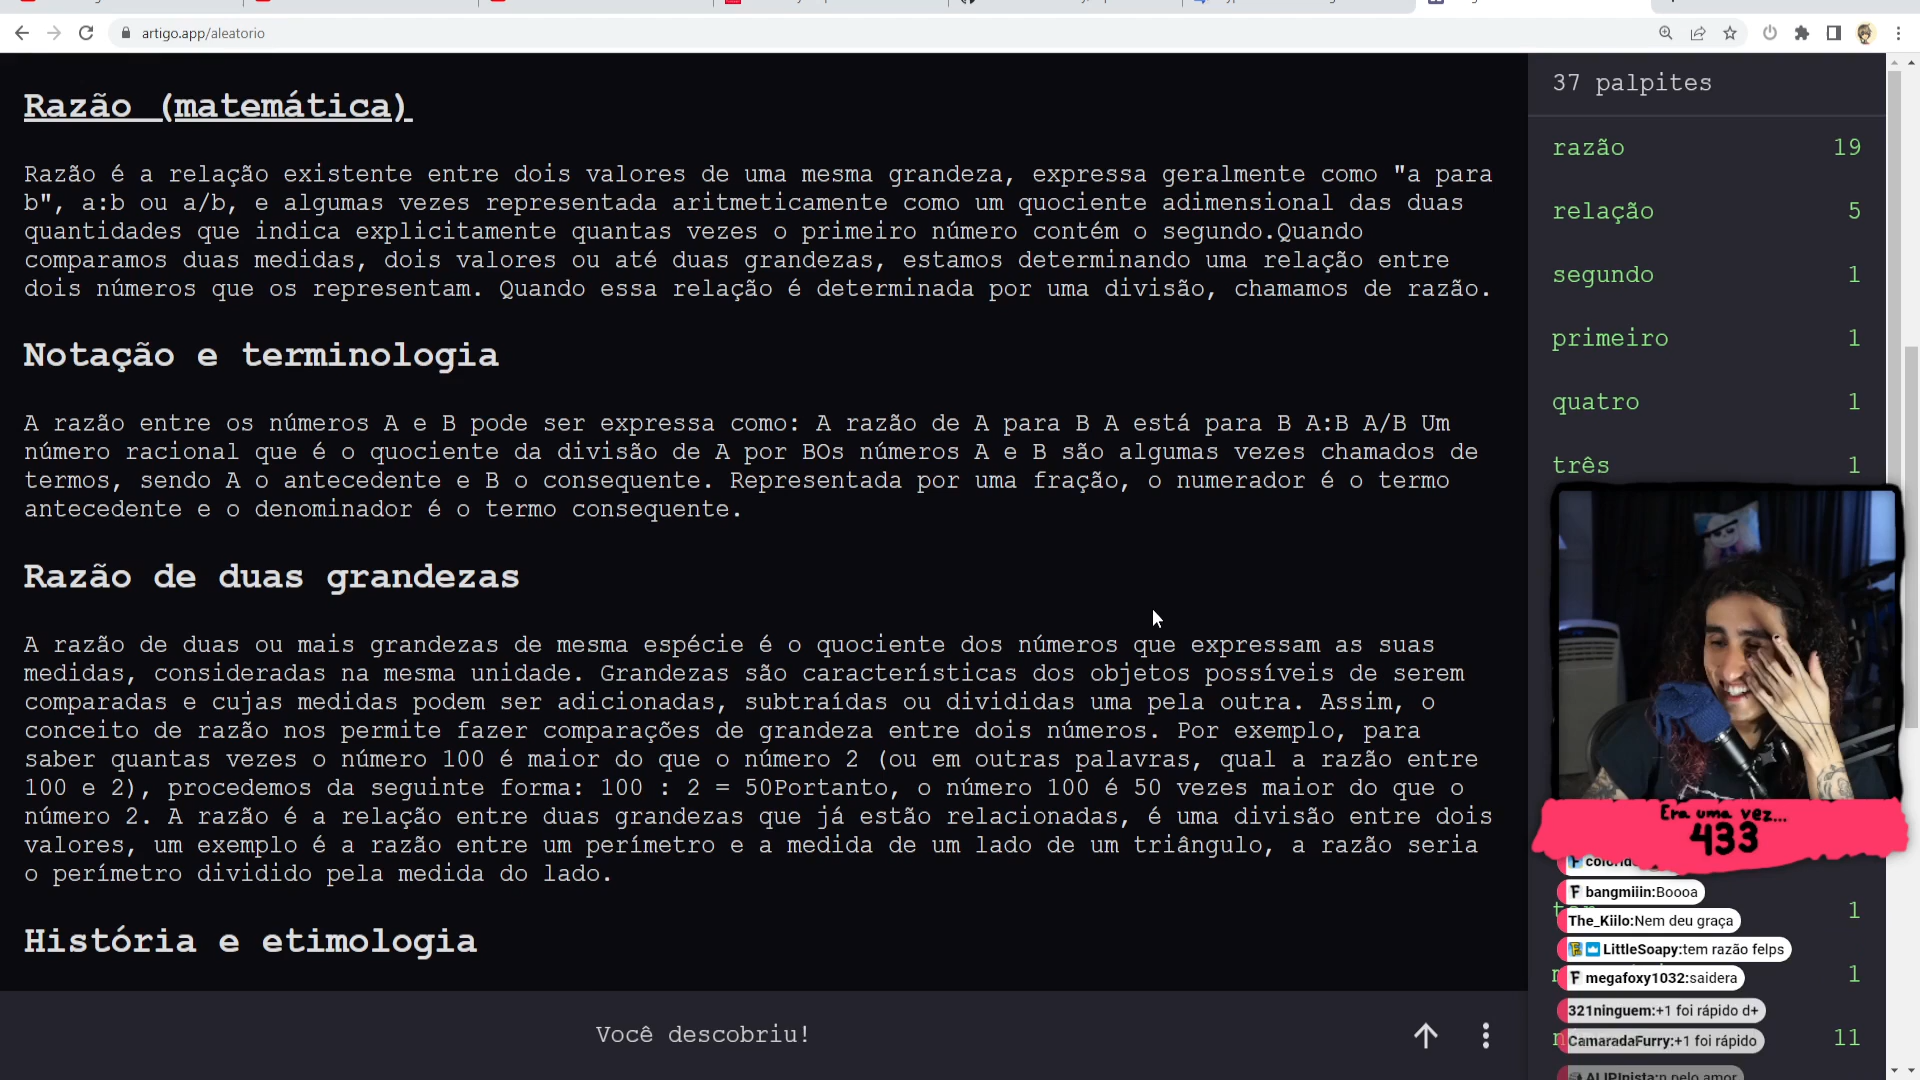 artigo.app/aleatorio
Razão (matemática)
Razão é a relação existente entre dois valores de uma mesma grandeza, expressa geralmente como "a para
b", a:b ou a/b, e algumas vezes representada aritmeticamente como um quociente adimensional das duas
quantidades que indica explicitamente quantas vezes o primeiro número contém o segundo.Quando
comparamos duas medidas, dois valores ou até duas grandezas, estamos determinando uma relação entre
dois números que os representam. Quando essa relação é determinada por uma divisão, chamamos de razão.
Notação e terminologia
A razão entre os números A e B pode ser expressa como: A razão de A para B A está para B A:B A/B Um
número racional que é o quociente da divisão de A por BOs números A e B são algumas vezes chamados de
termos, sendo A o antecedente e B o consequente. Representada por uma fração, o numerador é o termo
antecedente e o denominador é o termo consequente.
Razão de duas grandezas
A razão de duas ou mais grandezas de mesma espécie é o quociente dos números que expressam as suas
medidas, consideradas na mesma unidade. Grandezas são características dos objetos possíveis de serem
comparadas e cujas medidas podem ser adicionadas, subtraídas ou divididas uma pela outra. Assim, o
conceito de razão nos permite fazer comparações de grandeza entre dois números. Por exemplo, para
saber quantas vezes o número 100 é maior do que o número 2 (ou em outras palavras, qual a razão entre
100 e 2), procedemos da seguinte forma: 100 : 2 = 50Portanto, o número 100 é 50 vezes maior do que o
número 2. A razão é a relação entre duas grandezas que já estão relacionadas, é uma divisão entre dois
valores, um exemplo é a razão entre um perímetro e a medida de um lado de um triângulo, a razão seria
o perímetro dividido pela medida do lado.
História e etimologia
Você descobriu!
37 palpites
razão 19
relação 5
segundo 1
primeiro 1
quatro 1
três 1
Era uma vez...
433
bangmiiin:Boooa
1
The_Kiilo:Nem deu graça
LittleSoapy:tem razão felps
megafoxy1032:saidera
1
321ninguem:+1 foi rápido d+
CamaradaFurry:+1 foi rápido
11